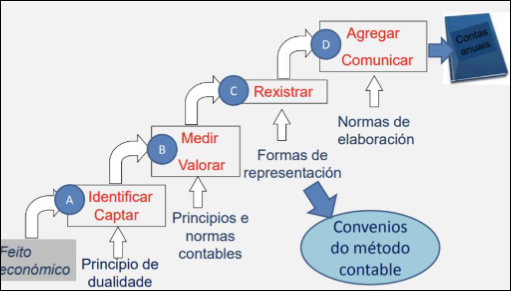 D
Agregar
Comunicar
Contas
anuais
C
Rexistrar
Normas de
elaboración
B
Medir
Valorar
Formas de
representación
A
Identificar
Captar
Principios e
normas
contables
Convenios
do método
contable
Feito
económico
Principio de
dualidade